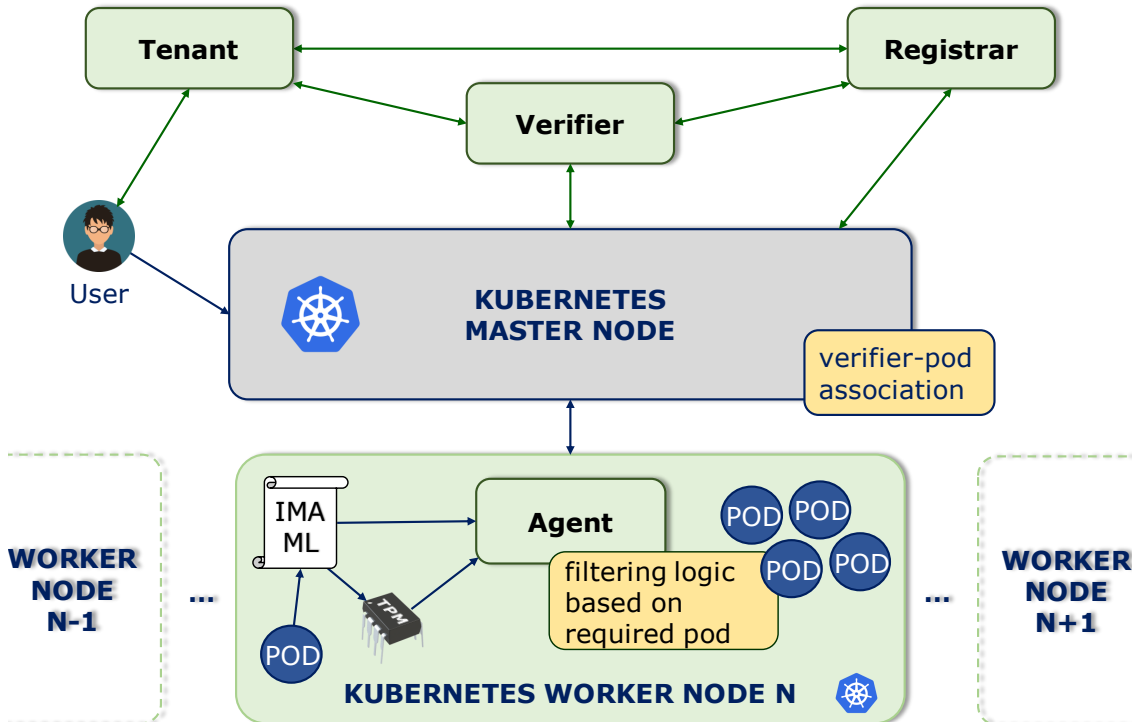 Tenant
Registrar
Verifier
User
KUBERNETES
MASTER NODE
verifier-pod
association
WORKER
NODE
N-1
...
IMA
ML
Agent
POD
POD
POD
POD
filtering logic
based on
required pod
TPM
POD
KUBERNETES WORKER NODE N
...
WORKER
NODE
N+1